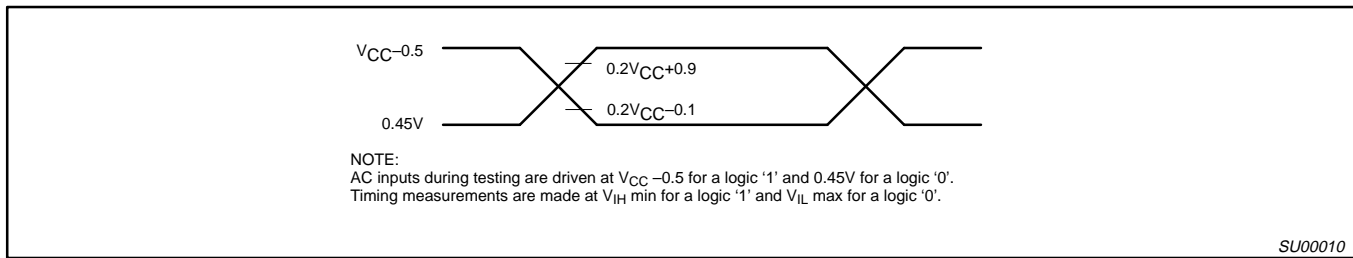 VCC–0.5
0.2VCC+0.9
0.2VCC–0.1
0.45V
NOTE:
AC inputs during testing are driven at VCC –0.5 for a logic ‘1’ and 0.45V for a logic ‘0’.
Timing measurements are made at VIH min for a logic ‘1’ and VIL max for a logic ‘0’.
SU00010